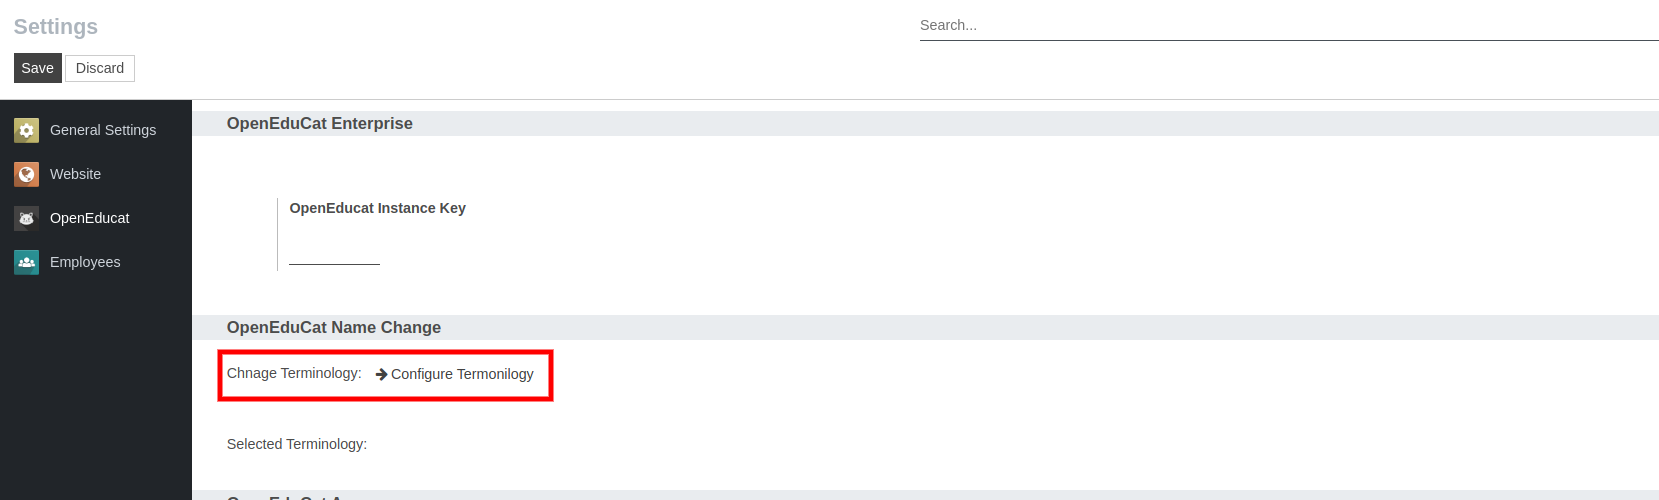 Settings
Search...
Save
Discard
General Settings
Website
OpenEducat
Employees
OpenEduCat Enterprise
OpenEducat Instance Key
OpenEduCat Name Change
Chnage Terminology:
Configure Termonilogy
Selected Terminology: